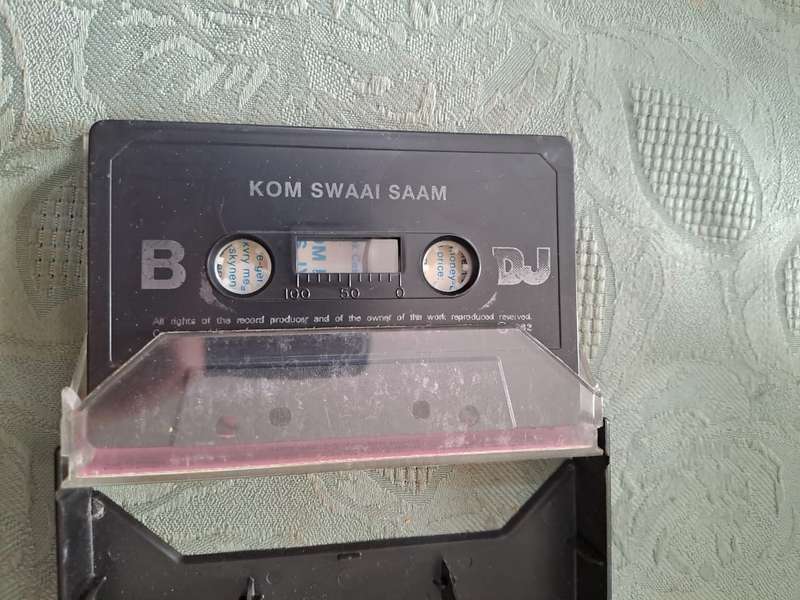 KOM SWAAI SAAM
B
DJ
100 50 0
All rights of the record producer and of the owner of the work reproduced reserved.